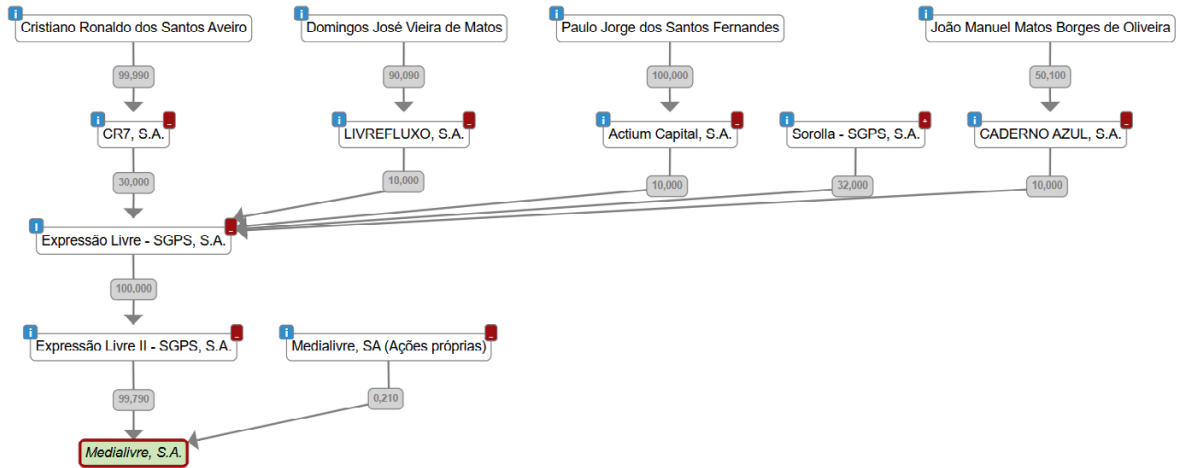 Cristiano Ronaldo dos Santos Aveiro
Domingos José Vieira de Matos
Paulo Jorge dos Santos Fernandes
João Manuel Matos Borges de Oliveira
99,990
90,090
100,000
50,100
CR7, S.A.
LIVREFLUXO, S.A.
Actium Capital, S.A.
Sorolla - SGPS, S.A.
CADERNO AZUL, S.A.
30,000
18,000
10,000
32,000
10,000
Expressão Livre - SGPS, S.A.
100,000
Expressão Livre II - SGPS, S.A.
Medialivre, SA (Ações próprias)
99,790
0,210
Medialivre, S.A.